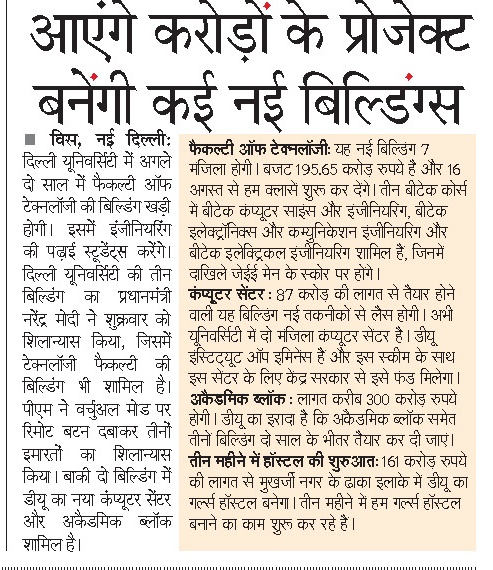 आएंगे करोड़ों के प्रोजेक्ट
बनेंगी कई नई बिल्डिंग्स
■ विस, नई दिल्ली:
दिल्ली यूनिवर्सिटी में अगले
दो साल में फैकल्टी ऑफ
टेक्नलॉजी की बिल्डिंग खड़ी
होगी। इसमें इंजीनियरिंग
की पढ़ाई स्टूडेंट्स करेंगे।
दिल्ली यूनिवर्सिटी की तीन
बिल्डिंग का प्रधानमंत्री
नरेंद्र मोदी ने शुक्रवार को
शिलान्यास किया, जिसमें
टेक्नलॉजी फैकल्टी की
बिल्डिंग भी शामिल है।
पीएम ने वर्चुअल मोड पर
रिमोट बटन दबाकर तीनों
इमारतों का शिलान्यास
किया। बाकी दो बिल्डिंग में
डीयू का नया कंप्यूटर सेंटर
और अकैडमिक ब्लॉक
शामिल है।
फैकल्टी ऑफ टेक्नलॉजी: यह नई बिल्डिंग 7
मंजिला होगी। बजट 195.65 करोड़ रुपये है और 16
अगस्त से हम क्लासें शुरू कर देंगे। तीन बीटेक कोर्स
में बीटेक कंप्यूटर साइंस और इंजीनियरिंग, बीटेक
इलेक्ट्रॉनिक्स और कम्युनिकेशन इंजीनियरिंग और
बीटेक इलेक्ट्रिकल इंजीनियरिंग शामिल हैं, जिनमें
दाखिले जेईई मेन के स्कोर पर होंगे।
कंप्यूटर सेंटर : 87 करोड़ की लागत से तैयार होने
वाली यह बिल्डिंग नई तकनीकों से लैस होगी। अभी
यूनिवर्सिटी में दो मंजिला कंप्यूटर सेंटर है। डीयू
इंस्टिट्यूट ऑप इमिनेंस है और इस स्कीम के साथ
इस सेंटर के लिए केंद्र सरकार से इसे फंड मिलेगा।
अकैडमिक ब्लॉक : लागत करीब 300 करोड़ रुपये
होगी। डीयू का इरादा है कि अकैडमिक ब्लॉक समेत
तीनों बिल्डिंग दो साल के भीतर तैयार कर दी जाएं।
तीन महीने में हॉस्टल की शुरुआत: 161 करोड़ रुपये
की लागत से मुखर्जी नगर के ढाका इलाके में डीयू का
गर्ल्स हॉस्टल बनेगा। तीन महीने में हम गर्ल्स हॉस्टल
बनाने का काम शुरू कर रहे हैं।